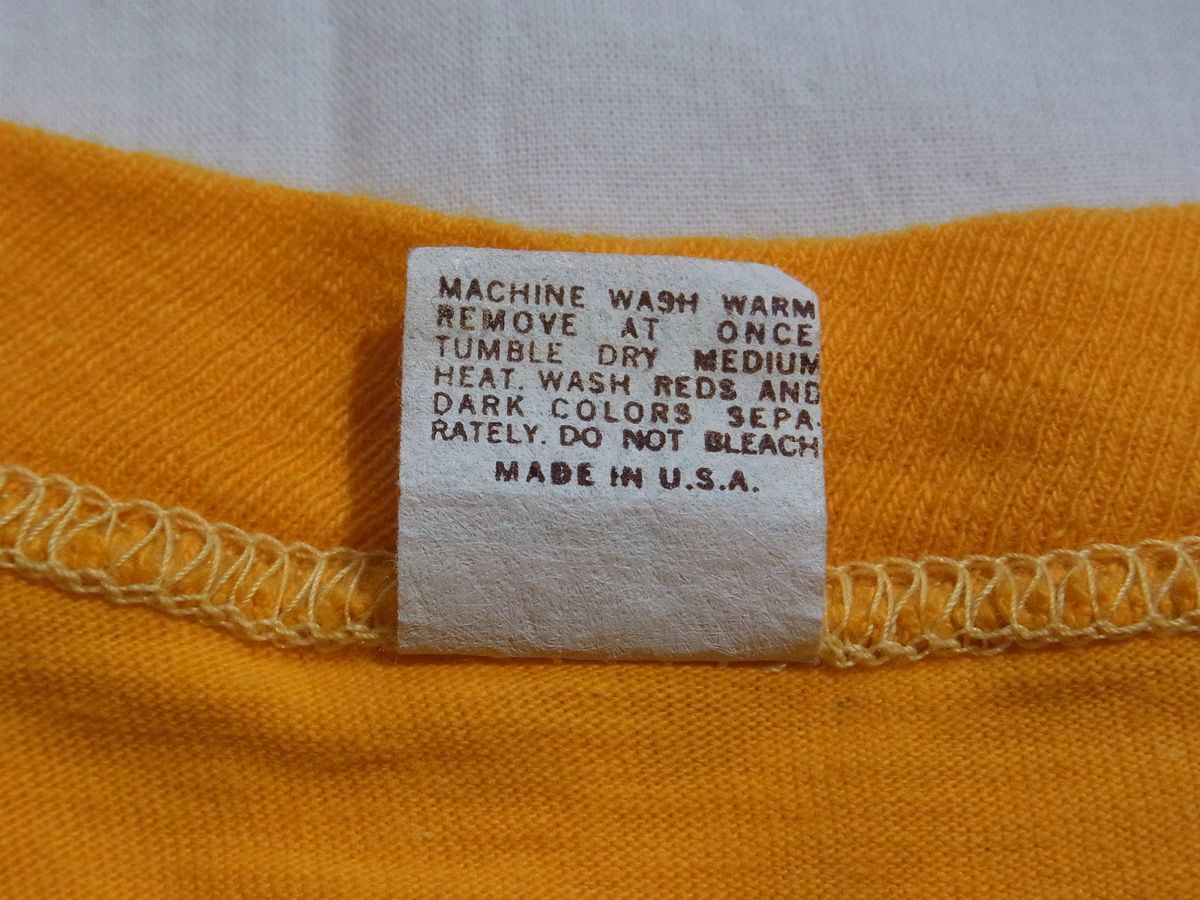 MACHINE WASH WARM
REMOVE AT ONCE
TUMBLE DRY MEDIUM
HEAT. WASH REDS AND
DARK COLORS SEPA-
RATELY. DO NOT BLEACH
MADE IN U.S.A.